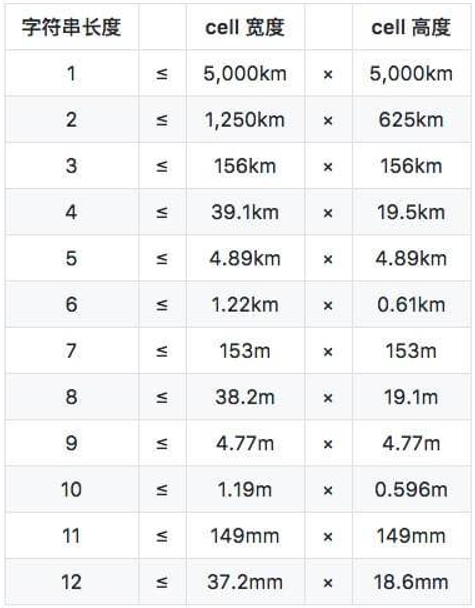 字符串长度 cell 宽度 cell 高度
1 ≤ 5,000km × 5,000km
2 ≤ 1,250km × 625km
3 ≤ 156km × 156km
4 ≤ 39.1km × 19.5km
5 ≤ 4.89km × 4.89km
6 ≤ 1.22km × 0.61km
7 ≤ 153m × 153m
8 ≤ 38.2m × 19.1m
9 ≤ 4.77m × 4.77m
10 ≤ 1.19m × 0.596m
11 ≤ 149mm × 149mm
12 ≤ 37.2mm × 18.6mm